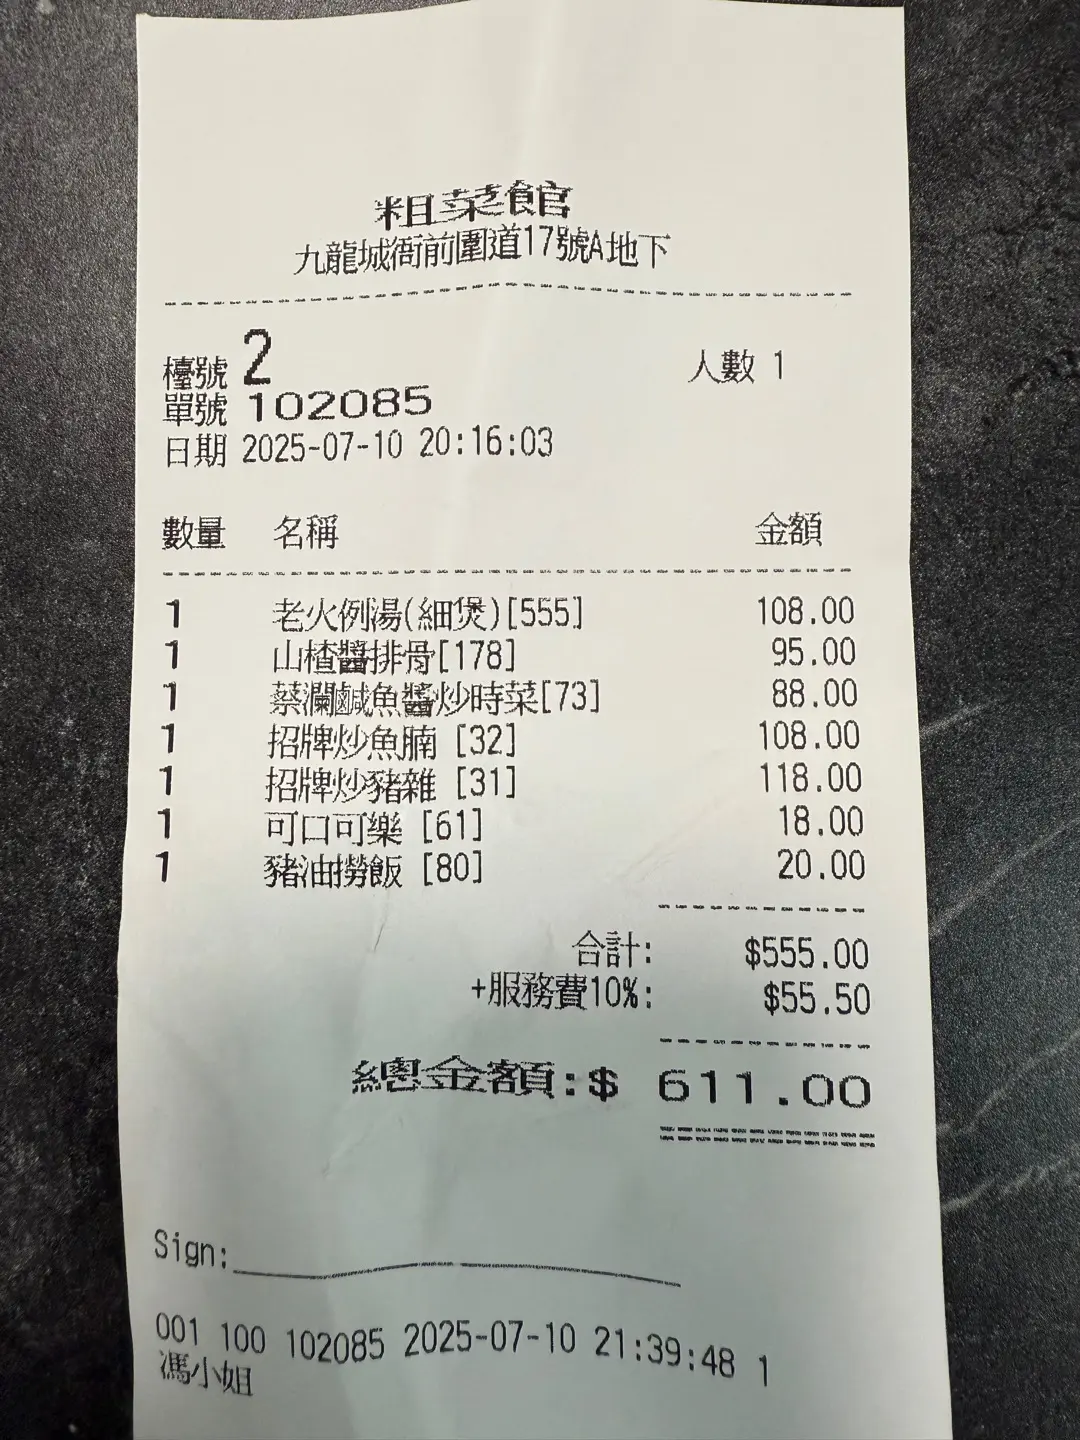 粗菜館
九龍城衙前圍道17號A地下
檯號 2 人數 1
單號 102085
日期 2025-07-10 20:16:03
數量 名稱 金額
1 老火例湯(細煲)[555] 108.00
1 山楂醬排骨[178] 95.00
1 蔡瀾鹹魚醬炒時菜[73] 88.00
1 招牌炒魚腩 [32] 108.00
1 招牌炒豬雜 [31] 118.00
1 可口可樂 [61] 18.00
1 豬油撈飯 [80] 20.00
合計: $555.00
+服務費10%: $55.50
總金額:$ 611.00
Sign:
001 100 102085 2025-07-10 21:39:48 1
馮小姐